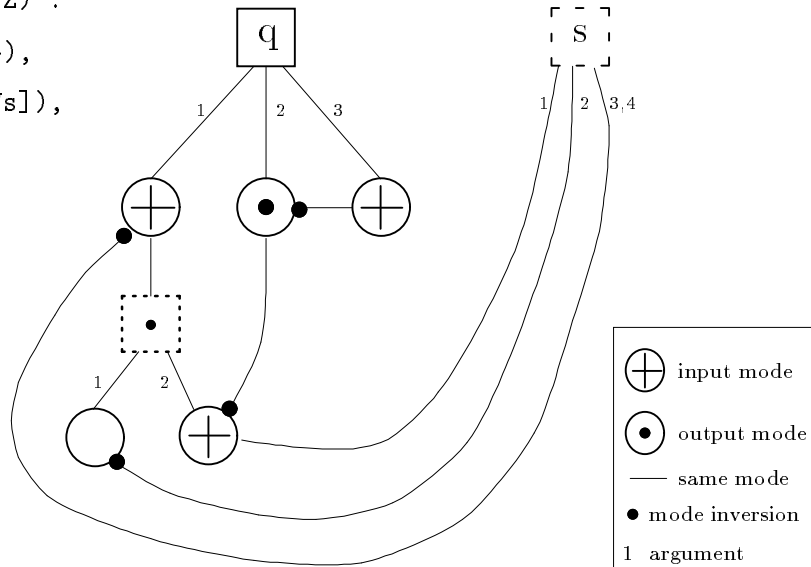 Z) :-
),
s]),
q
s
1 2 3
1 2 3,4
1 2
input mode
output mode
same mode
mode inversion
1 argument